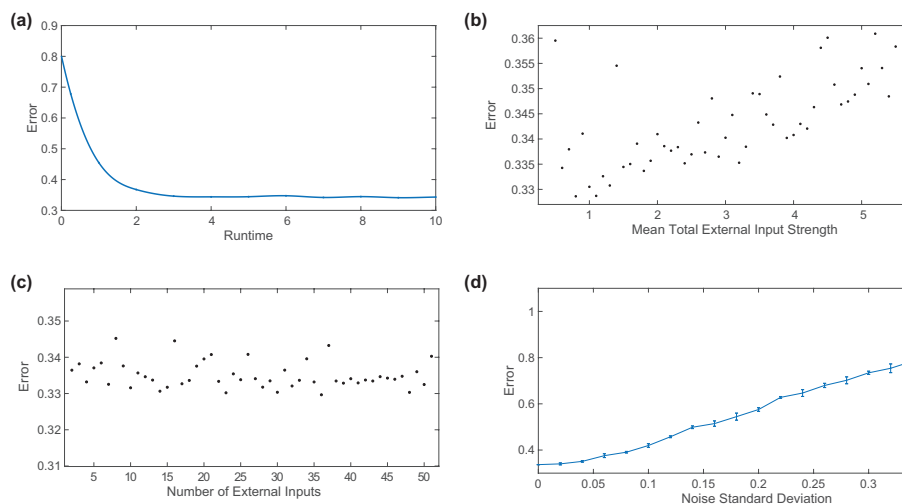 (a)
0.9
0.8
0.7
0.6
0.5
0.4
0.3
Error
0 2 4 6 8 10
Runtime
(b)
0.36
0.355
0.35
0.345
0.34
0.335
0.33
Error
1 2 3 4 5
Mean Total External Input Strength
(c)
0.35
0.34
0.33
0.32
0.31
Error
5 10 15 20 25 30 35 40 45 50
Number of External Inputs
(d)
1
0.8
0.6
0.4
Error
0 0.05 0.1 0.15 0.2 0.25 0.3
Noise Standard Deviation